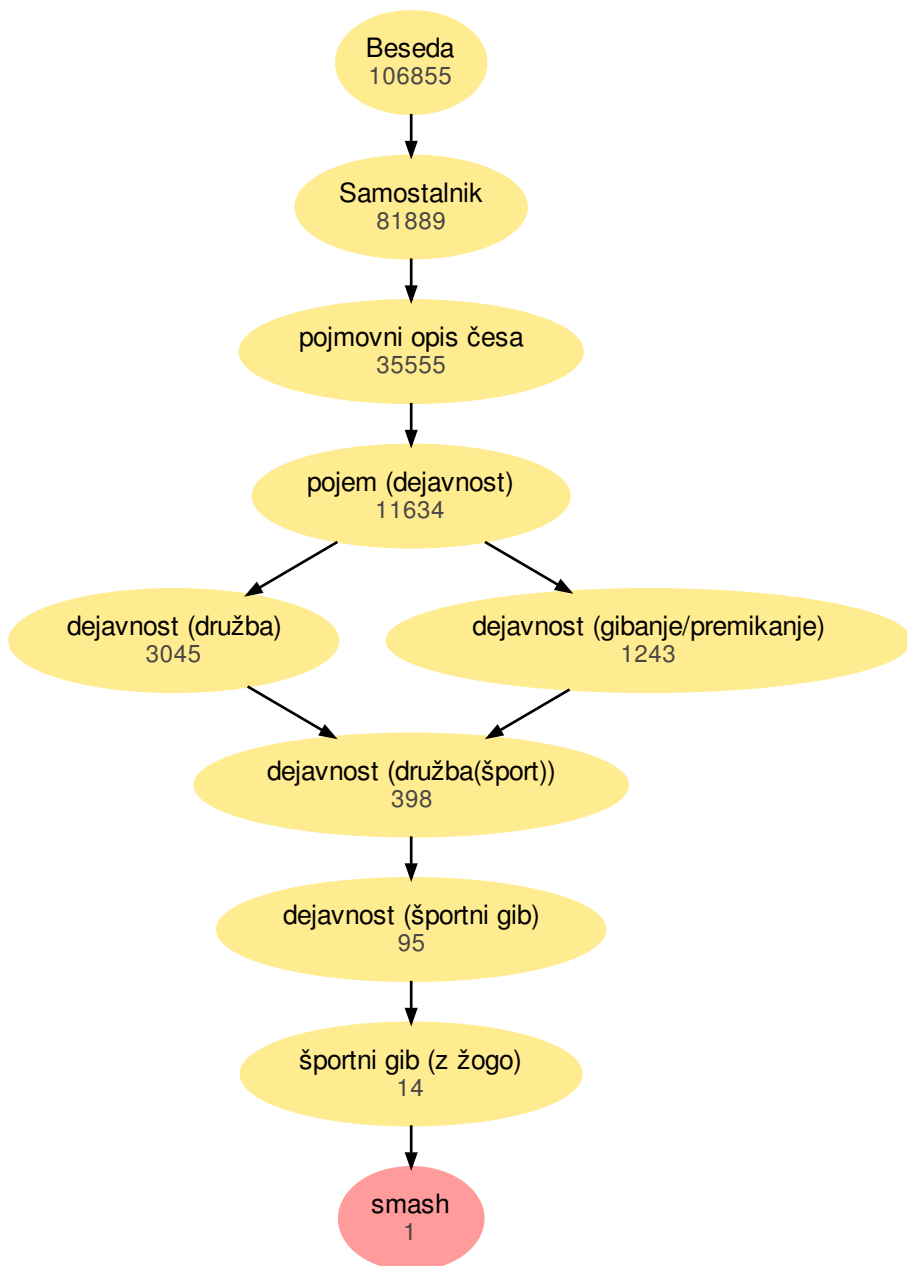 Beseda
106855
Samostalnik
81889
pojmovni opis česa
35555
pojem (dejavnost)
11634
dejavnost (družba)
3045
dejavnost (gibanje/premikanje)
1243
dejavnost (družba(šport))
398
dejavnost (športni gib)
95
športni gib (z žogo)
14
smash
1